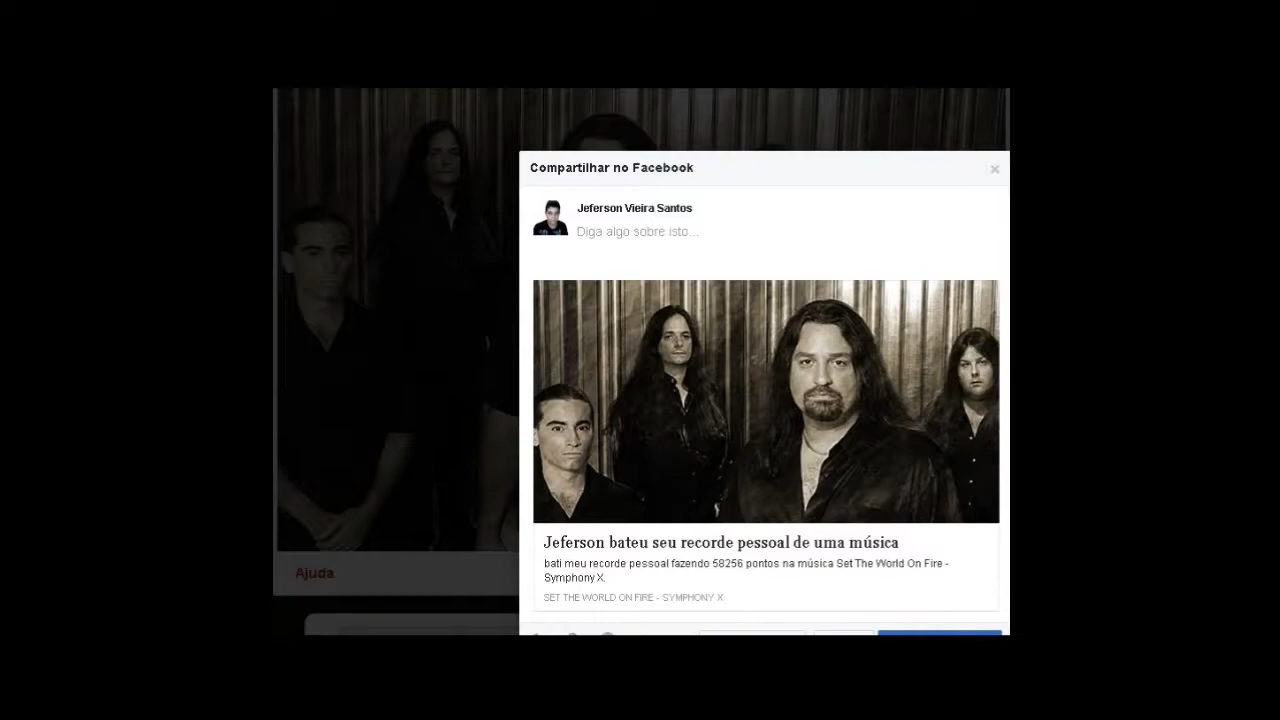 Compartilhar no Facebook
×
Jeferson Vieira Santos
Diga algo sobre isto...
Jeferson bateu seu recorde pessoal de uma música
bati meu recorde pessoal fazendo 58256 pontos na música Set The World On Fire -
Symphony X.
SET THE WORLD ON FIRE - SYMPHONY X
Ajuda